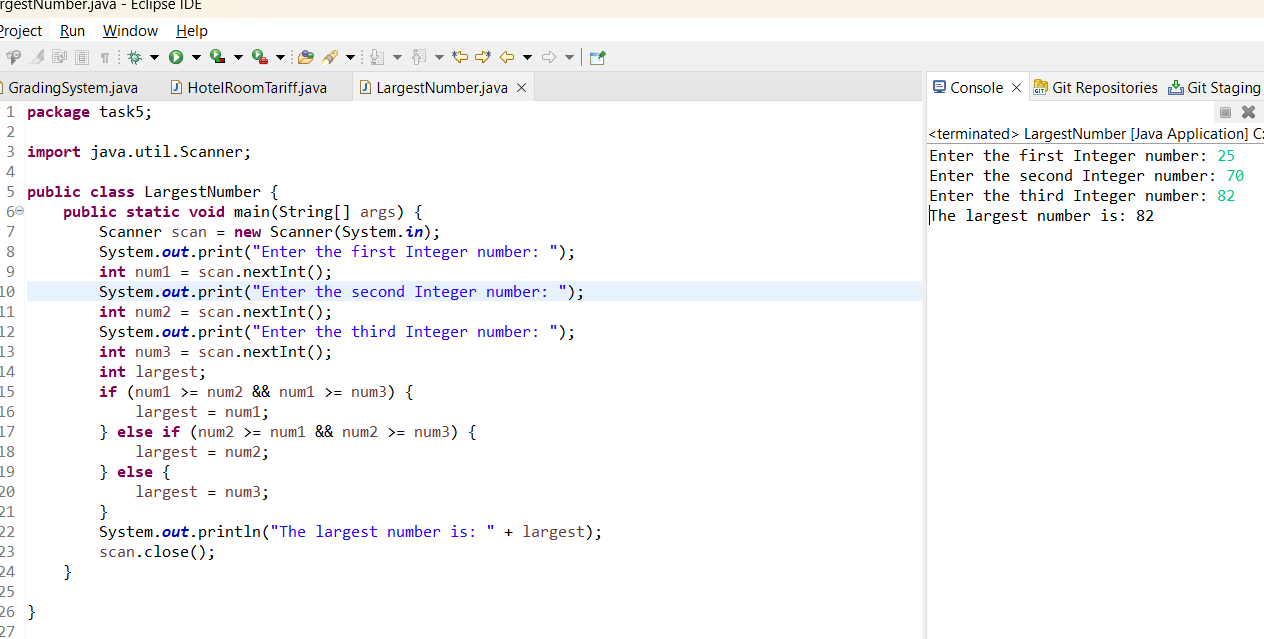 rgestNumber.java - Eclipse IDE
Project Run Window Help
GradingSystem.java HotelRoomTariff.java LargestNumber.java
1 package task5;
2
3 import java.util.Scanner;
4
5 public class LargestNumber {
6 public static void main(String[] args) {
7 Scanner scan = new Scanner(System.in);
8 System.out.print("Enter the first Integer number: ");
9 int num1 = scan.nextInt();
10 System.out.print("Enter the second Integer number: ");
11 int num2 = scan.nextInt();
12 System.out.print("Enter the third Integer number: ");
13 int num3 = scan.nextInt();
14 int largest;
15 if (num1 >= num2 && num1 >= num3) {
16 largest = num1;
17 } else if (num2 >= num1 && num2 >= num3) {
18 largest = num2;
19 } else {
20 largest = num3;
21 }
22 System.out.println("The largest number is: " + largest);
23 scan.close();
24 }
25
26 }
27
Console Git Repositories Git Staging
<terminated> LargestNumber [Java Application] C:
Enter the first Integer number: 25
Enter the second Integer number: 70
Enter the third Integer number: 82
The largest number is: 82